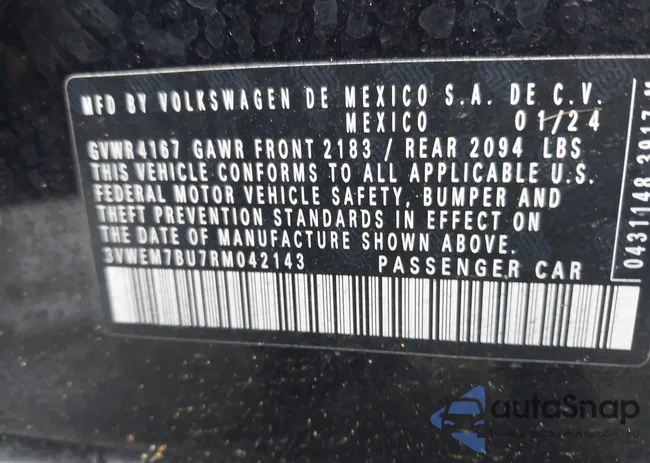 MFD BY VOLKSWAGEN DE MEXICO S.A. DE C.V.
MEXICO 01/24
GVWR4167 GAWR FRONT 2183 / REAR 2094 LBS
THIS VEHICLE CONFORMS TO ALL APPLICABLE U.S.
FEDERAL MOTOR VEHICLE SAFETY, BUMPER AND
THEFT PREVENTION STANDARDS IN EFFECT ON
THE DATE OF MANUFACTURE SHOWN ABOVE.
3VWEM7BU7RM042143 PASSENGER CAR
0431148 3017
autoSnap